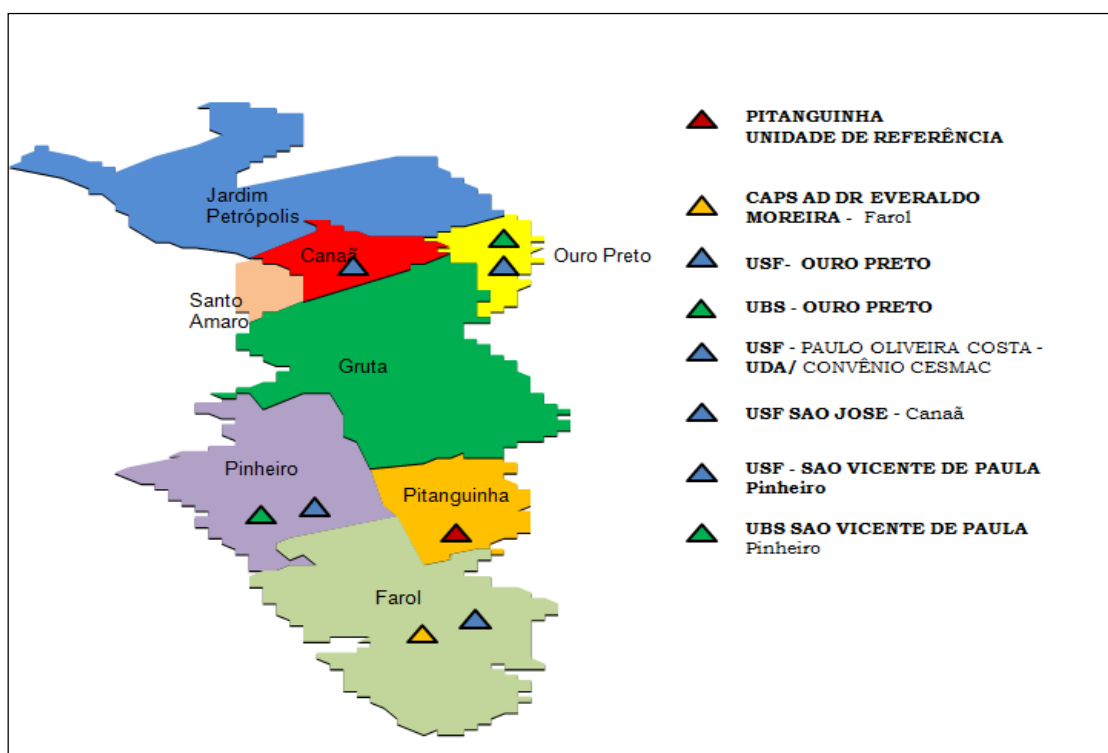 Jardim
Petrópolis
Canaã
Ouro Preto
Santo
Amaro
Gruta
Pinheiro
Pitanguinha
Farol
PITANGUINHA
UNIDADE DE REFERÊNCIA
CAPS AD DR EVERALDO
MOREIRA - Farol
USF- OURO PRETO
UBS - OURO PRETO
USF - PAULO OLIVEIRA COSTA -
UDA/ CONVÊNIO CESMAC
USF SAO JOSE - Canaã
USF - SAO VICENTE DE PAULA
Pinheiro
UBS SAO VICENTE DE PAULA
Pinheiro